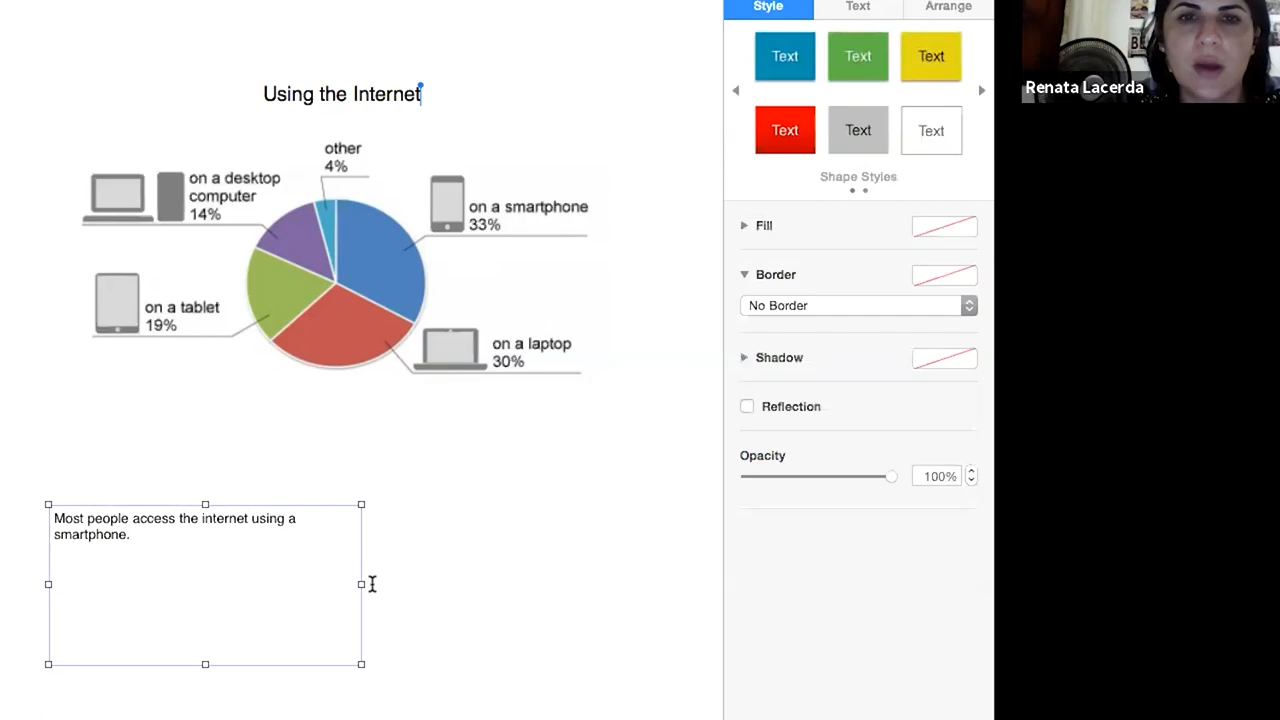 Style
Text
Arrange
Text
Text
Text
Text
Text
Text
Shape Styles
Fill
Border
No Border
Shadow
Reflection
Opacity
100%
Renata Lacerda
Using the Internet
other
4%
on a desktop
computer
14%
on a smartphone
33%
on a tablet
19%
on a laptop
30%
Most people access the internet using a
smartphone.